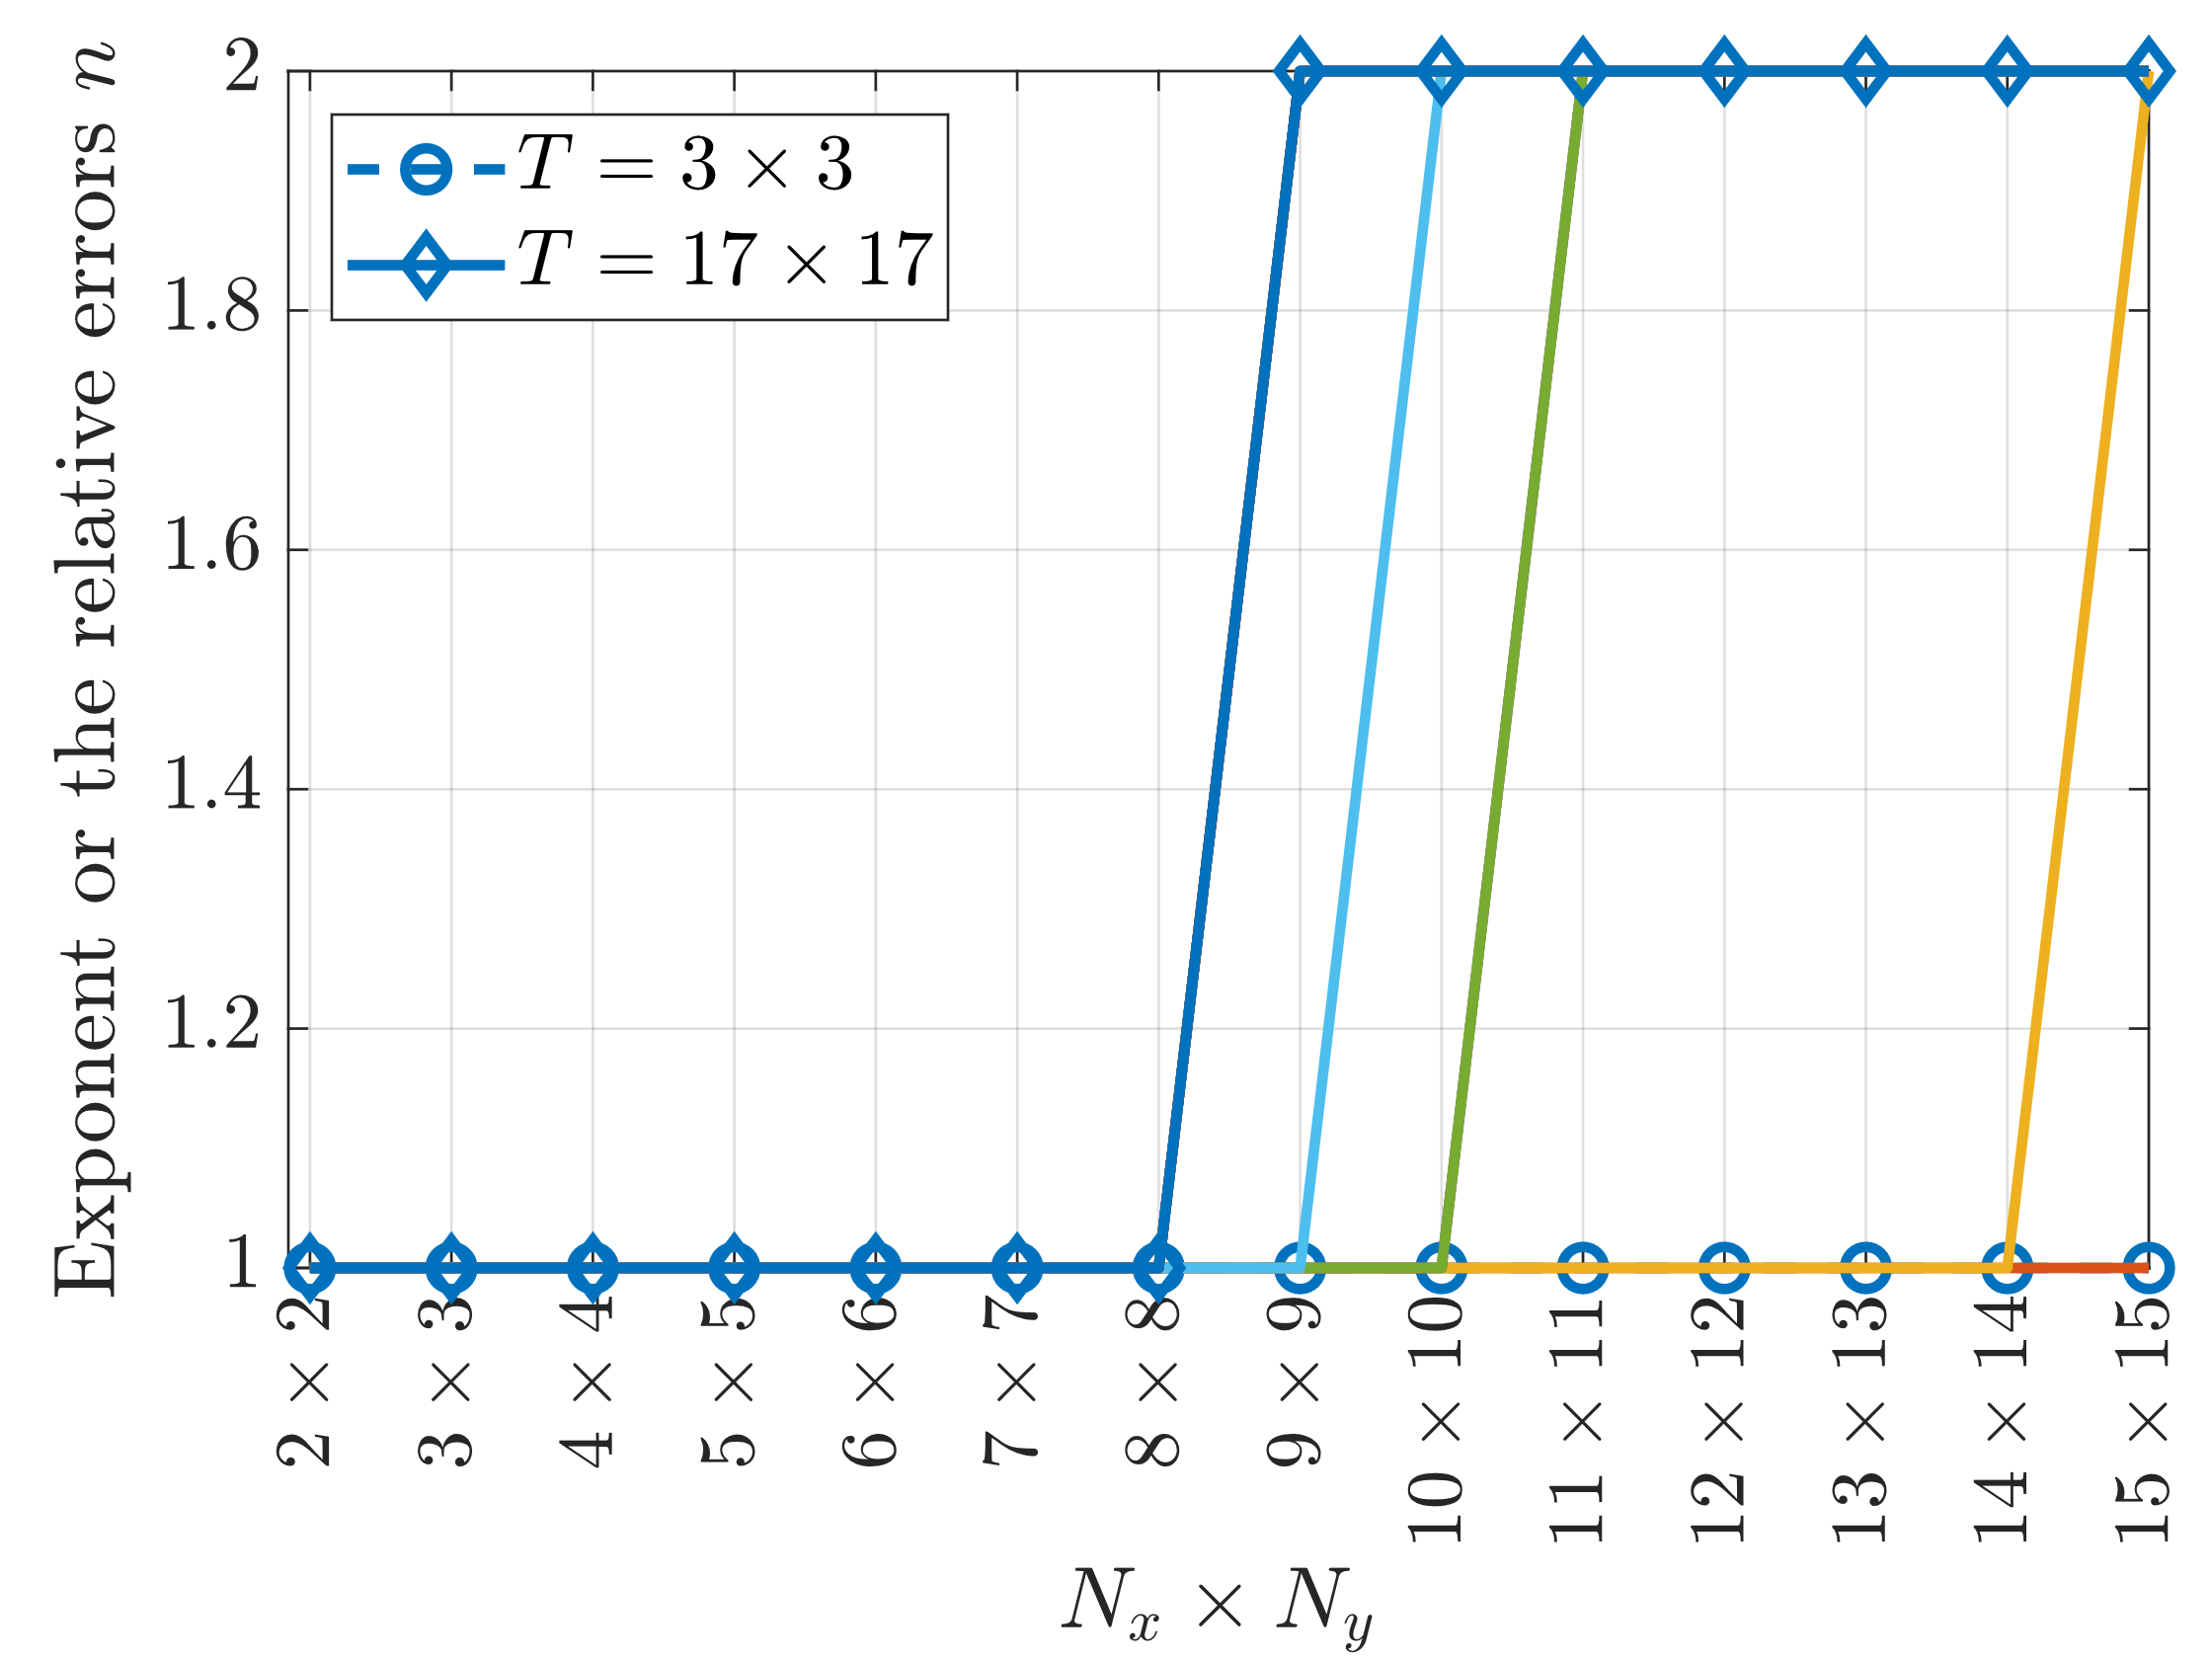 Exponent or the relative errors n
2
1.8
1.6
1.4
1.2
1
T = 3 × 3
T = 17 × 17
2 × 2
3 × 3
4 × 4
5 × 5
6 × 6
7 × 7
8 × 8
9 × 9
10 × 10
11 × 11
12 × 12
13 × 13
14 × 14
15 × 15
Nx × Ny